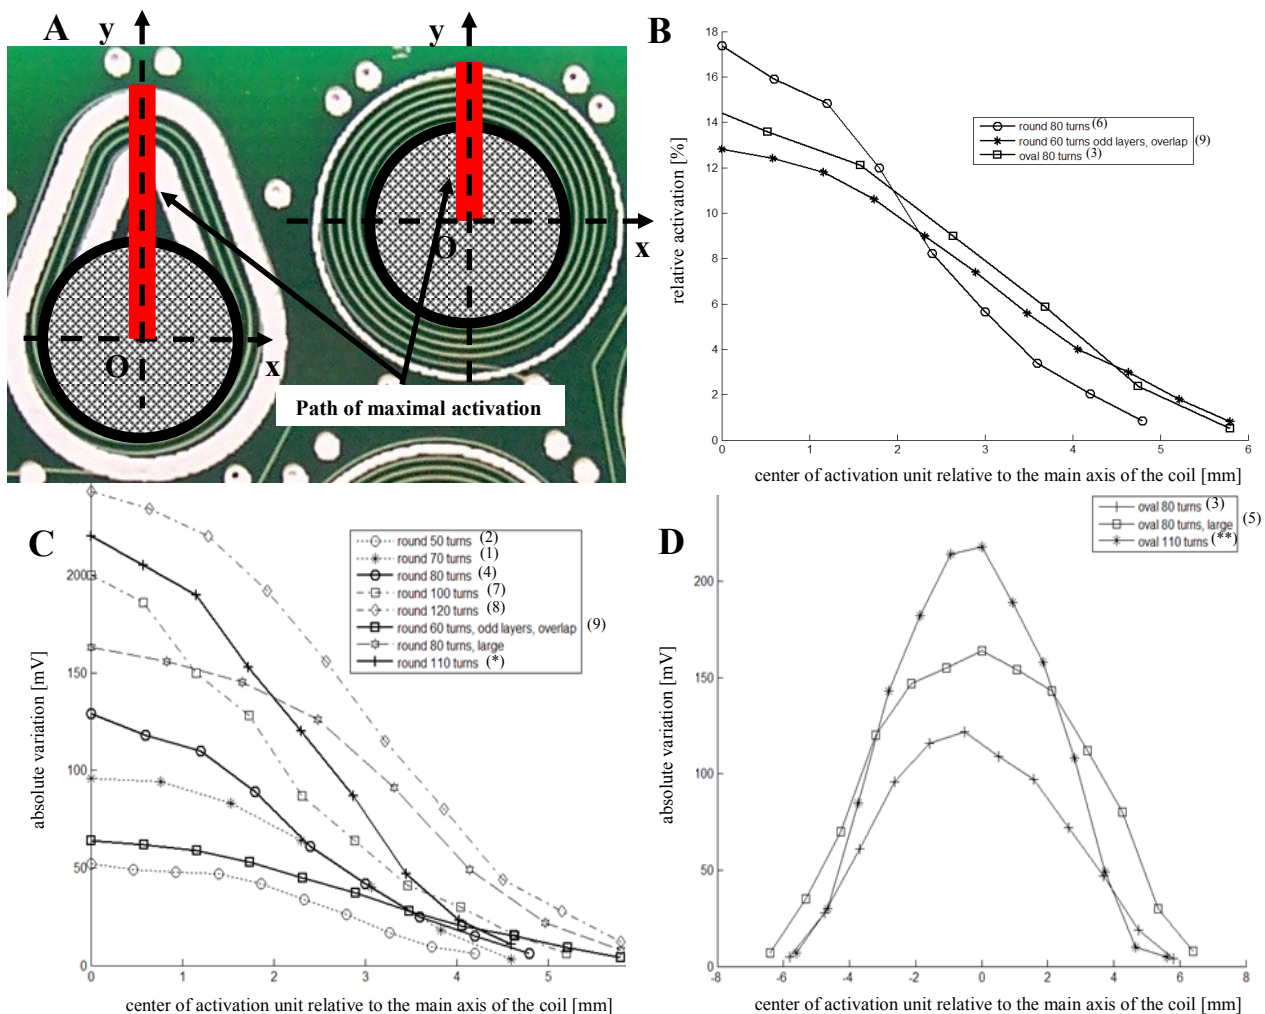 A
y
x
O
y
x
O
Path of maximal activation
B
18
16
14
12
10
8
6
4
2
0
0 1 2 3 4 5 6
relative activation [%]
round 80 turns (6)
round 60 turns odd layers, overlap (9)
oval 80 turns (3)
center of activation unit relative to the main axis of the coil [mm]
C
200
150
100
50
0
0 1 2 3 4 5
absolute variation [mV]
round 50 turns (2)
round 70 turns (1)
round 80 turns (4)
round 100 turns (7)
round 120 turns (8)
round 60 turns, odd layers, overlap (9)
round 80 turns, large
round 110 turns (*)
center of activation unit relative to the main axis of the coil [mm]
D
200
150
100
50
0
-8 -6 -4 -2 0 2 4 6 8
absolute variation [mV]
oval 80 turns (3)
oval 80 turns, large (5)
oval 110 turns (**)
center of activation unit relative to the main axis of the coil [mm]